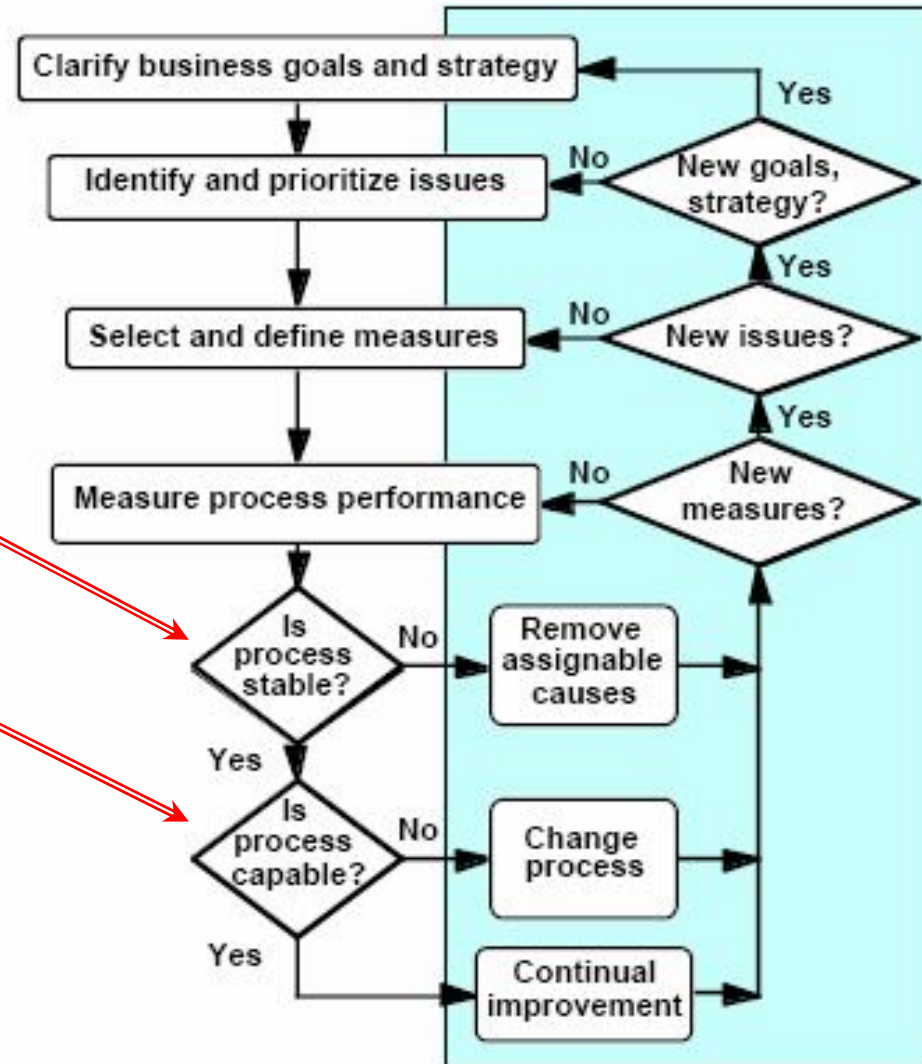 Clarify business goals and strategy
Yes
No
New goals,
strategy?
Identify and prioritize issues
Yes
No
New issues?
Select and define measures
Yes
No
New
measures?
Measure process performance
Is
process
stable?
No
Remove
assignable
causes
Yes
Is
process
capable?
No
Change
process
Yes
Continual
improvement